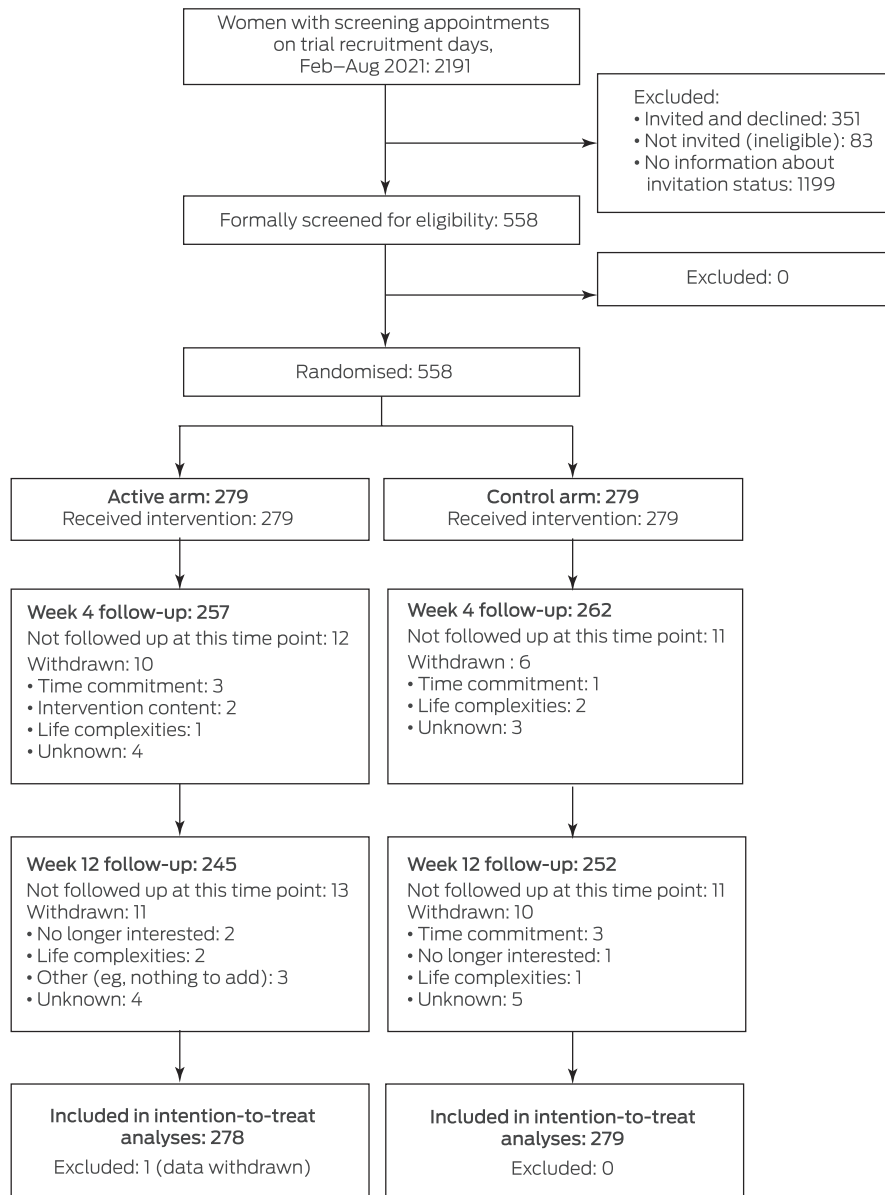 Women with screening appointments
on trial recruitment days,
Feb–Aug 2021: 2191
Excluded:
• Invited and declined: 351
• Not invited (ineligible): 83
• No information about
invitation status: 1199
Formally screened for eligibility: 558
Excluded: 0
Randomised: 558
Active arm: 279
Received intervention: 279
Control arm: 279
Received intervention: 279
Week 4 follow-up: 257
Not followed up at this time point: 12
Withdrawn: 10
• Time commitment: 3
• Intervention content: 2
• Life complexities: 1
• Unknown: 4
Week 4 follow-up: 262
Not followed up at this time point: 11
Withdrawn : 6
• Time commitment: 1
• Life complexities: 2
• Unknown: 3
Week 12 follow-up: 245
Not followed up at this time point: 13
Withdrawn: 11
• No longer interested: 2
• Life complexities: 2
• Other (eg, nothing to add): 3
• Unknown: 4
Week 12 follow-up: 252
Not followed up at this time point: 11
Withdrawn: 10
• Time commitment: 3
• No longer interested: 1
• Life complexities: 1
• Unknown: 5
Included in intention-to-treat
analyses: 278
Excluded: 1 (data withdrawn)
Included in intention-to-treat
analyses: 279
Excluded: 0